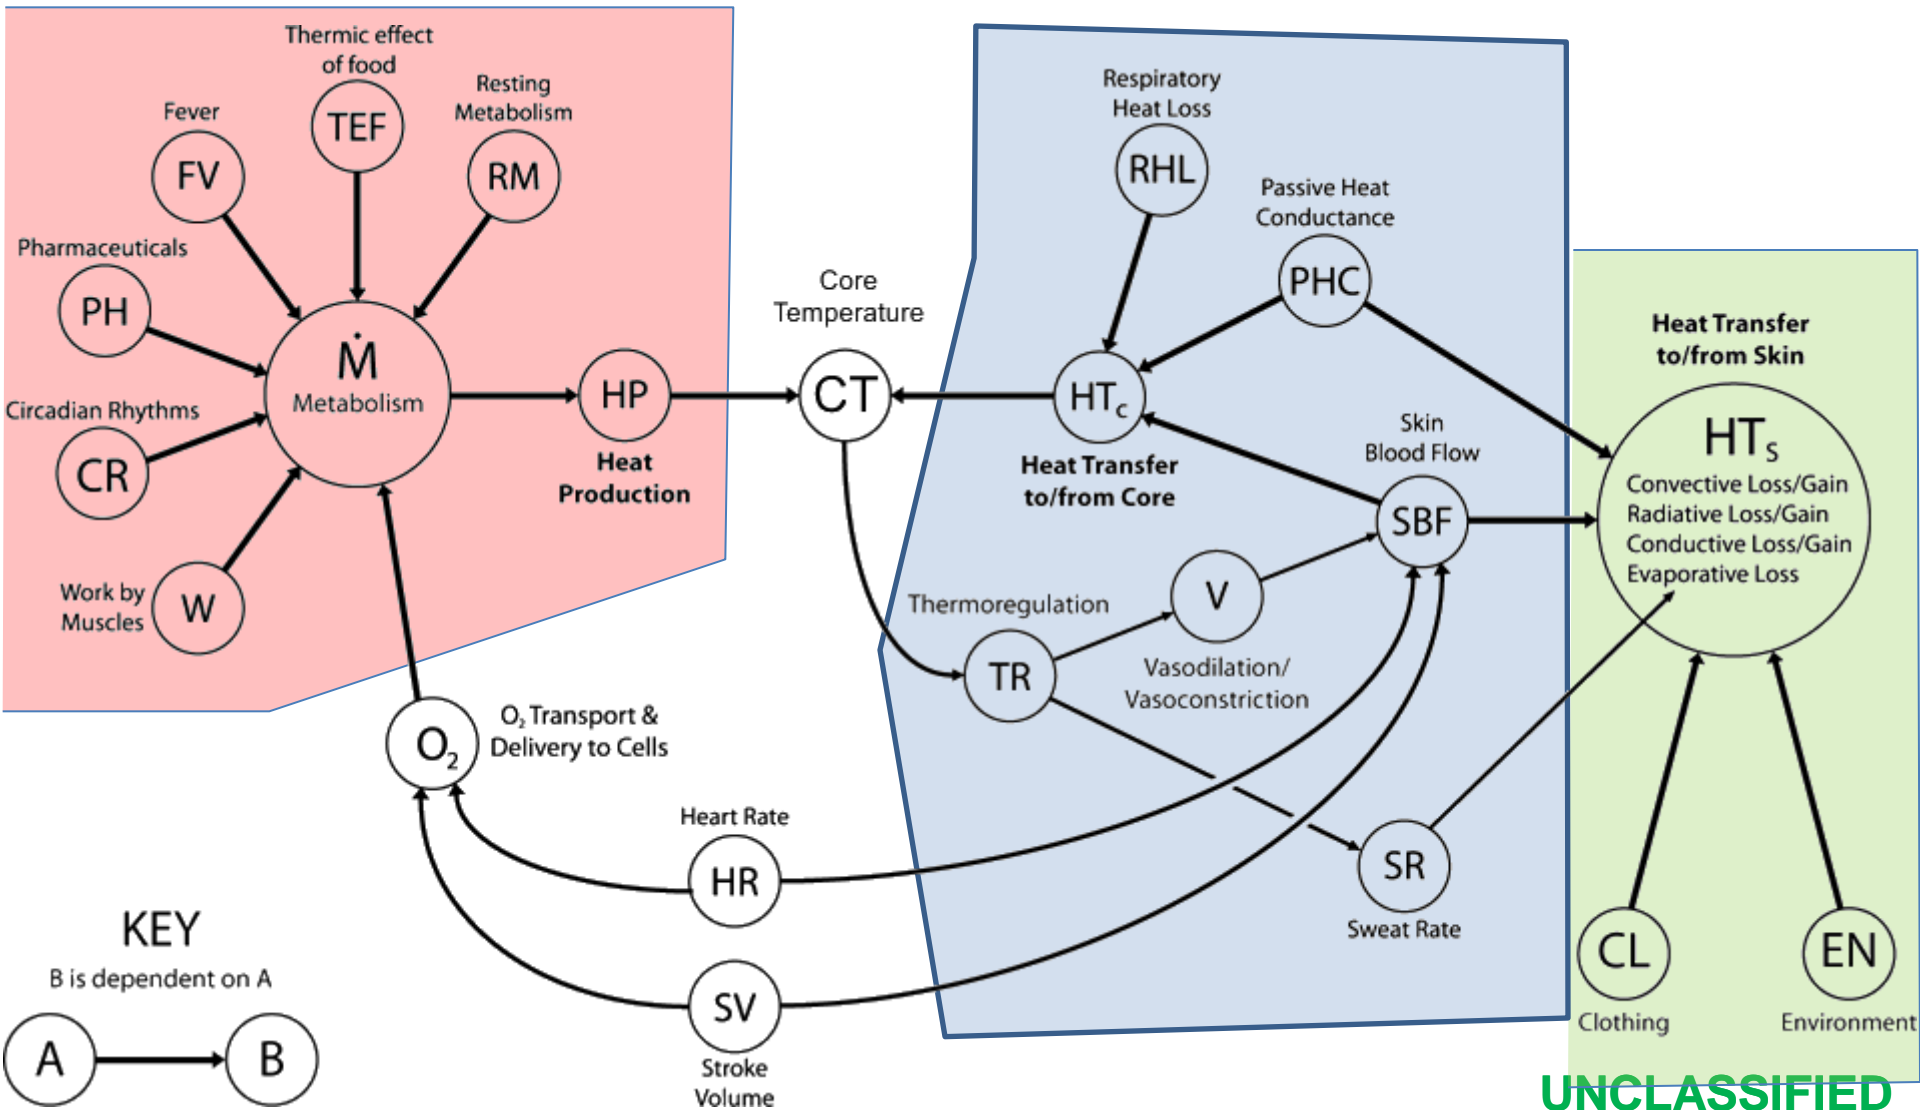 Thermic effect
of food
TEF
Fever
FV
Resting
Metabolism
RM
Pharmaceuticals
PH
Circadian Rhythms
CR
Work by
Muscles
W
Ṁ
Metabolism
HP
Heat
Production
O₂
O₂ Transport &
Delivery to Cells
Core
Temperature
CT
Respiratory
Heat Loss
RHL
Passive Heat
Conductance
PHC
HTc
Heat Transfer
to/from Core
Skin
Blood Flow
SBF
V
Vasodilation/
Vasoconstriction
Thermoregulation
TR
SR
Sweat Rate
Heart Rate
HR
SV
Stroke
Volume
Heat Transfer
to/from Skin
HTS
Convective Loss/Gain
Radiative Loss/Gain
Conductive Loss/Gain
Evaporative Loss
CL
Clothing
EN
Environment
KEY
B is dependent on A
A
B
UNCLASSIFIED